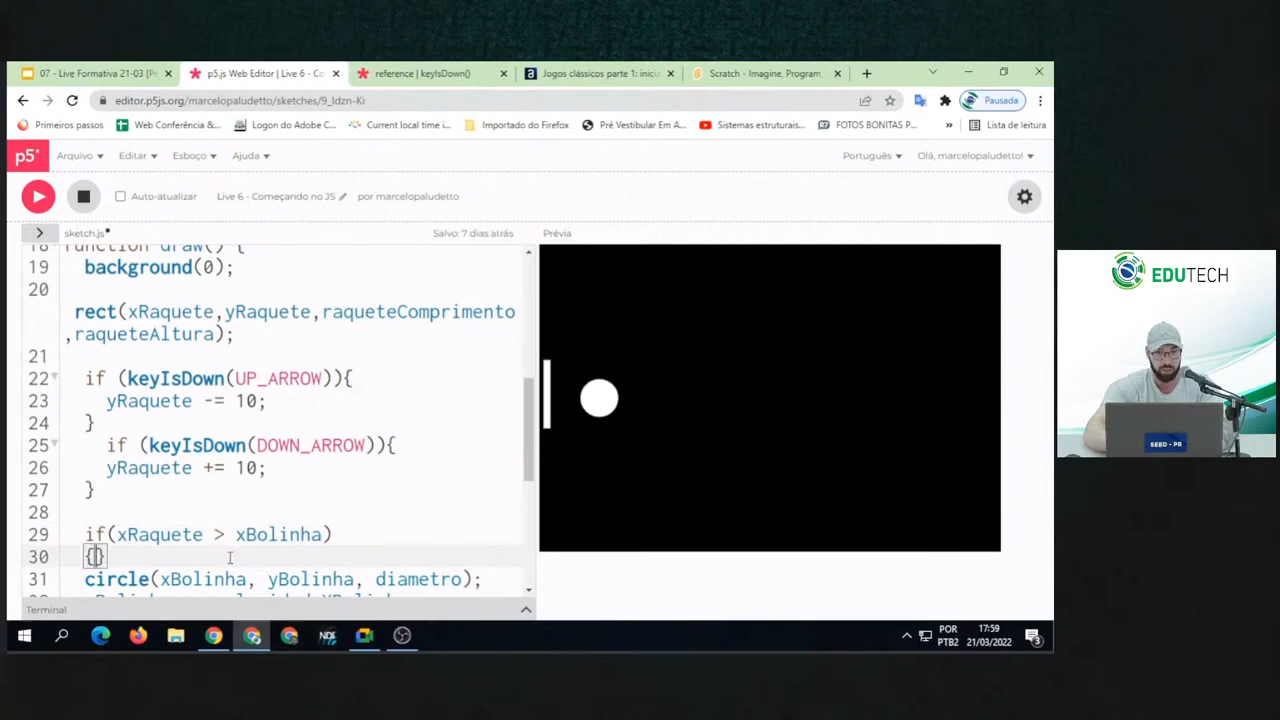 07 - Live Formativa 21-03 [P
p5.js Web Editor | Live 6 - Co
reference | keyIsDown()
Jogos clássicos parte 1: inicia
Scratch - Imagine, Program,
editor.p5js.org/marcelopaludetto/sketches/9_ldzn-Ki
Pausada
Primeiros passos
Web Conferência &...
Logon do Adobe C...
Current local time i...
Importado do Firefox
Pré Vestibular Em A...
Sistemas estruturais...
FOTOS BONITAS P...
»
Lista de leitura
p5*
Arquivo
Editar
Esboço
Ajuda
Português
Olá, marcelopaludetto!
Auto-atualizar
Live 6 - Começando no JS
por marcelopaludetto
> sketch.js•
Salvo: 7 dias atrás
Prévia
18 function draw() {
19 background(0);
20
rect(xRaquete,yRaquete,raqueteComprimento
,raqueteAltura);
21
22 if (keyIsDown(UP_ARROW)){
23 yRaquete -= 10;
24 }
25 if (keyIsDown(DOWN_ARROW)){
26 yRaquete += 10;
27 }
28
29 if(xRaquete > xBolinha)
30 {}
31 circle(xBolinha, yBolinha, diametro);
Terminal
NDI
POR
PTB2
17:59
21/03/2022
3
EDUTECH
SEED - PR